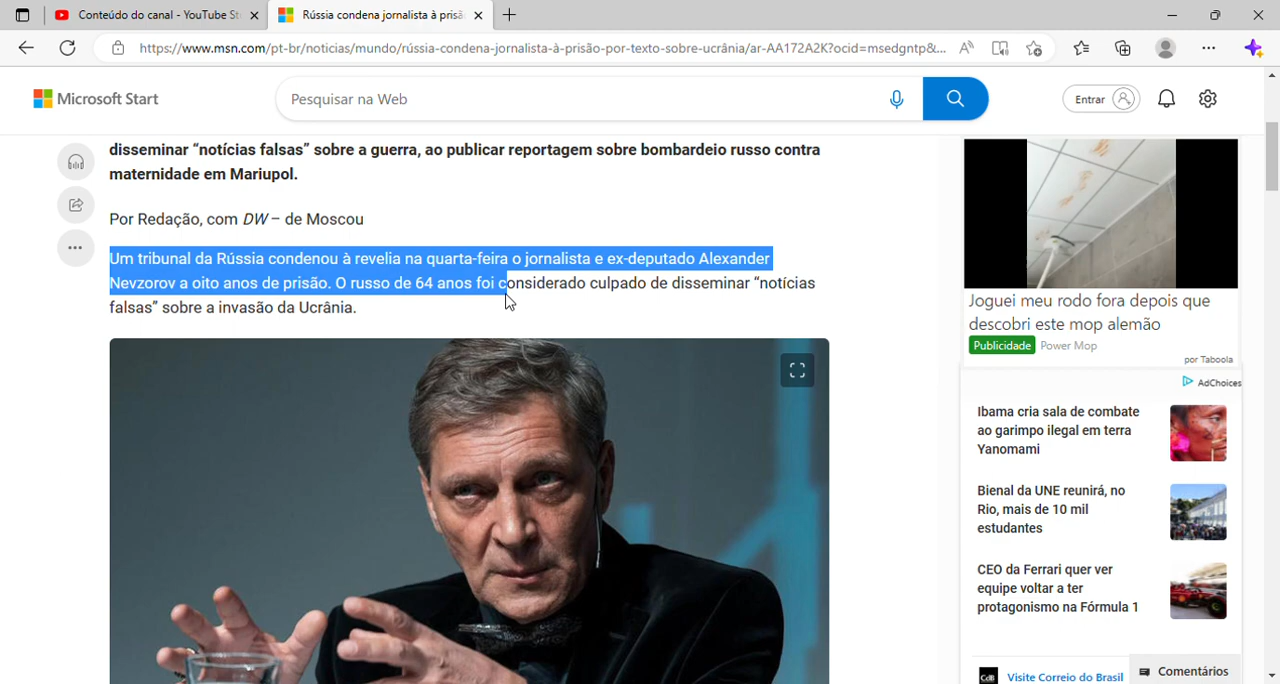 Conteúdo do canal - YouTube St
Rússia condena jornalista à prisã
https://www.msn.com/pt-br/noticias/mundo/rússia-condena-jornalista-à-prisão-por-texto-sobre-ucrânia/ar-AA172A2K?ocid=msedgntp&...
Microsoft Start
Pesquisar na Web
Entrar
disseminar “notícias falsas” sobre a guerra, ao publicar reportagem sobre bombardeio russo contra
maternidade em Mariupol.
Por Redação, com DW – de Moscou
Um tribunal da Rússia condenou à revelia na quarta-feira o jornalista e ex-deputado Alexander
Nevzorov a oito anos de prisão. O russo de 64 anos foi considerado culpado de disseminar “notícias
falsas” sobre a invasão da Ucrânia.
Joguei meu rodo fora depois que
descobri este mop alemão
Publicidade Power Mop
por Taboola
AdChoices
Ibama cria sala de combate
ao garimpo ilegal em terra
Yanomami
Bienal da UNE reunirá, no
Rio, mais de 10 mil
estudantes
CEO da Ferrari quer ver
equipe voltar a ter
protagonismo na Fórmula 1
CdB Visite Correio do Brasil
Comentários